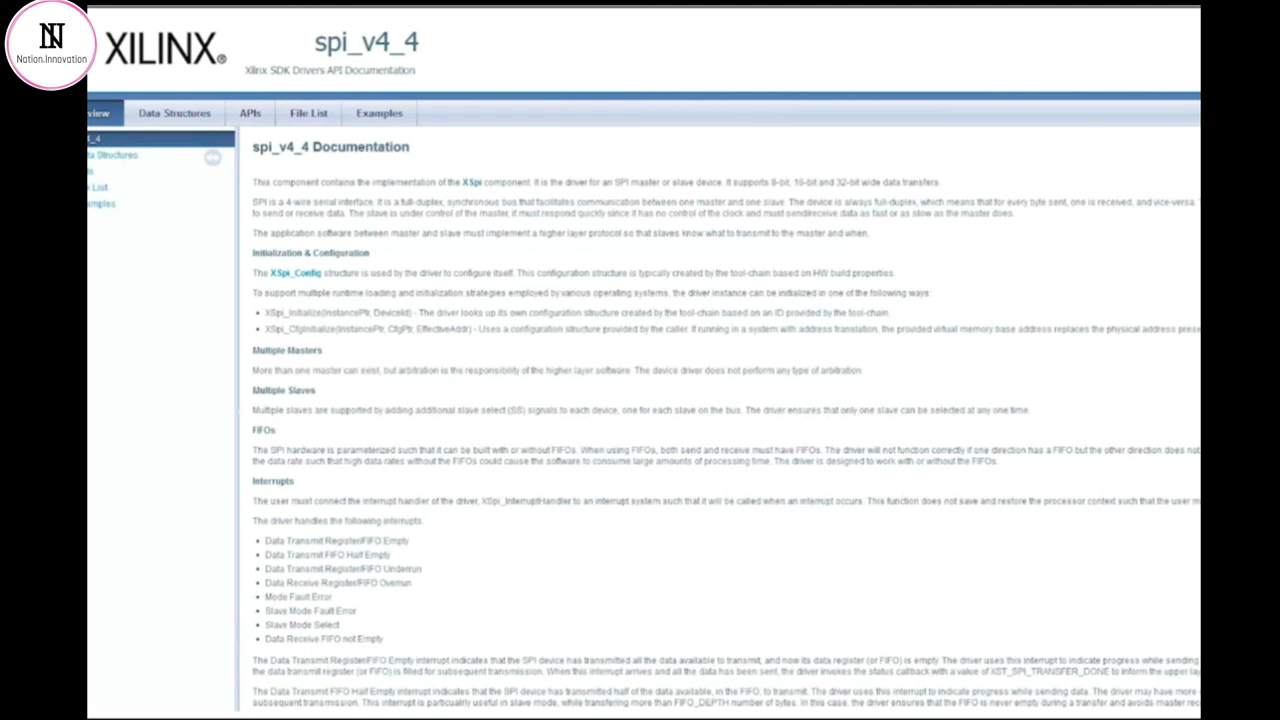 NI
Nation.Innovation
XILINX®
spi_v4_4
Xilinx SDK Drivers API Documentation
view
Data Structures
APIs
File List
Examples
4_4
ta Structures
ls
e List
amples
spi_v4_4 Documentation
This component contains the implementation of the XSpi component. It is the driver for an SPI master or slave device. It supports 8-bit, 16-bit and 32-bit wide data transfers.
SPI is a 4-wire serial interface. It is a full-duplex, synchronous bus that facilitates communication between one master and one slave. The device is always full-duplex, which means that for every byte sent, one is received, and vice-versa.
to send or receive data. The slave is under control of the master, it must respond quickly since it has no control of the clock and must send/receive data as fast or as slow as the master does.
The application software between master and slave must implement a higher layer protocol so that slaves know what to transmit to the master and when.
Initialization & Configuration
The XSpi_Config structure is used by the driver to configure itself. This configuration structure is typically created by the tool-chain based on HW build properties.
To support multiple runtime loading and initialization strategies employed by various operating systems, the driver instance can be initialized in one of the following ways:
• XSpi_Initialize(InstancePtr, DeviceId) - The driver looks up its own configuration structure created by the tool-chain based on an ID provided by the tool-chain.
• XSpi_CfgInitialize(InstancePtr, CfgPtr, EffectiveAddr) - Uses a configuration structure provided by the caller. If running in a system with address translation, the provided virtual memory base address replaces the physical address prese
Multiple Masters
More than one master can exist, but arbitration is the responsibility of the higher layer software. The device driver does not perform any type of arbitration.
Multiple Slaves
Multiple slaves are supported by adding additional slave select (SS) signals to each device, one for each slave on the bus. The driver ensures that only one slave can be selected at any one time.
FIFOs
The SPI hardware is parameterized such that it can be built with or without FIFOs. When using FIFOs, both send and receive must have FIFOs. The driver will not function correctly if one direction has a FIFO but the other direction does not
the data rate such that high data rates without the FIFOs could cause the software to consume large amounts of processing time. The driver is designed to work with or without the FIFOs.
Interrupts
The user must connect the interrupt handler of the driver, XSpi_InterruptHandler to an interrupt system such that it will be called when an interrupt occurs. This function does not save and restore the processor context such that the user m
The driver handles the following interrupts:
• Data Transmit Register/FIFO Empty
• Data Transmit FIFO Half Empty
• Data Transmit Register/FIFO Underrun
• Data Receive Register/FIFO Overrun
• Mode Fault Error
• Slave Mode Fault Error
• Slave Mode Select
• Data Receive FIFO not Empty
The Data Transmit Register/FIFO Empty interrupt indicates that the SPI device has transmitted all the data available to transmit, and now its data register (or FIFO) is empty. The driver uses this interrupt to indicate progress while sending
the data transmit register (or FIFO) is filled for subsequent transmission. When this interrupt arrives and all the data has been sent, the driver invokes the status callback with a value of XST_SPI_TRANSFER_DONE to inform the upper lay
The Data Transmit FIFO Half Empty interrupt indicates that the SPI device has transmitted half of the data available, in the FIFO, to transmit. The driver uses this interrupt to indicate progress while sending data. The driver may have more
subsequent transmission. This interrupt is particualrly useful in slave mode, while transfering more than FIFO_DEPTH number of bytes. In this case, the driver ensures that the FIFO is never empty during a transfer and avoids master rec